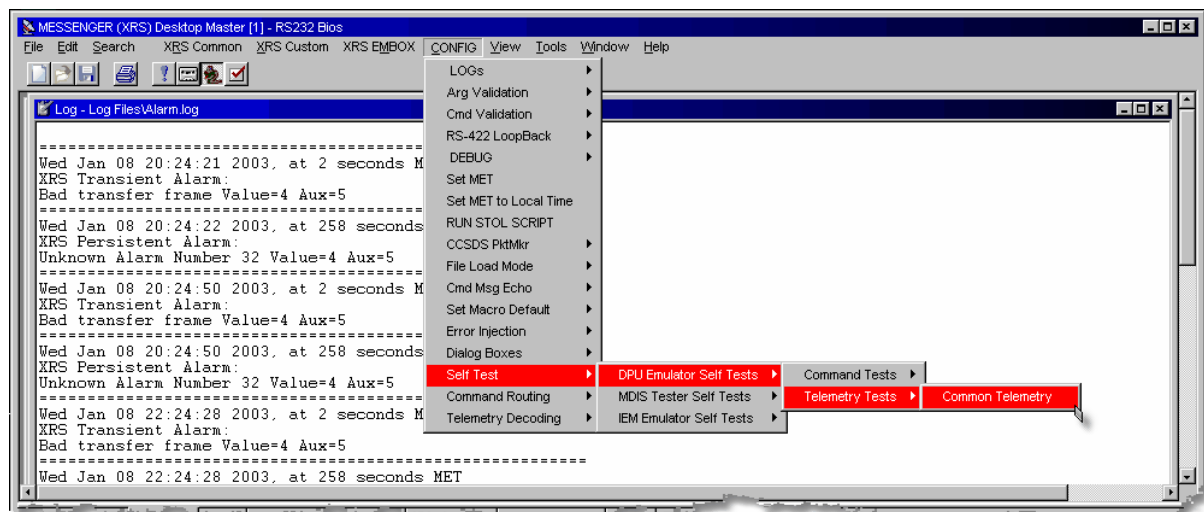 MESSENGER (XRS) Desktop Master [1] - RS232 Bios
File Edit Search XRS Common XRS Custom XRS EMBOX CONFIG View Tools Window Help
Log - Log Files\Alarm.log
=============================================
Wed Jan 08 20:24:21 2003, at 2 seconds M
XRS Transient Alarm:
Bad transfer frame Value=4 Aux=5
=============================================
Wed Jan 08 20:24:22 2003, at 258 seconds
XRS Persistent Alarm:
Unknown Alarm Number 32 Value=4 Aux=5
=============================================
Wed Jan 08 20:24:50 2003, at 2 seconds M
XRS Transient Alarm:
Bad transfer frame Value=4 Aux=5
=============================================
Wed Jan 08 20:24:50 2003, at 258 seconds
XRS Persistent Alarm:
Unknown Alarm Number 32 Value=4 Aux=5
=============================================
Wed Jan 08 22:24:28 2003, at 2 seconds M
XRS Transient Alarm:
Bad transfer frame Value=4 Aux=5
=============================================================
Wed Jan 08 22:24:28 2003, at 258 seconds MET
LOGs
Arg Validation
Cmd Validation
RS-422 LoopBack
DEBUG
Set MET
Set MET to Local Time
RUN STOL SCRIPT
CCSDS PktMkr
File Load Mode
Cmd Msg Echo
Set Macro Default
Error Injection
Dialog Boxes
Self Test
Command Routing
Telemetry Decoding
DPU Emulator Self Tests
MDIS Tester Self Tests
IEM Emulator Self Tests
Command Tests
Telemetry Tests
Common Telemetry